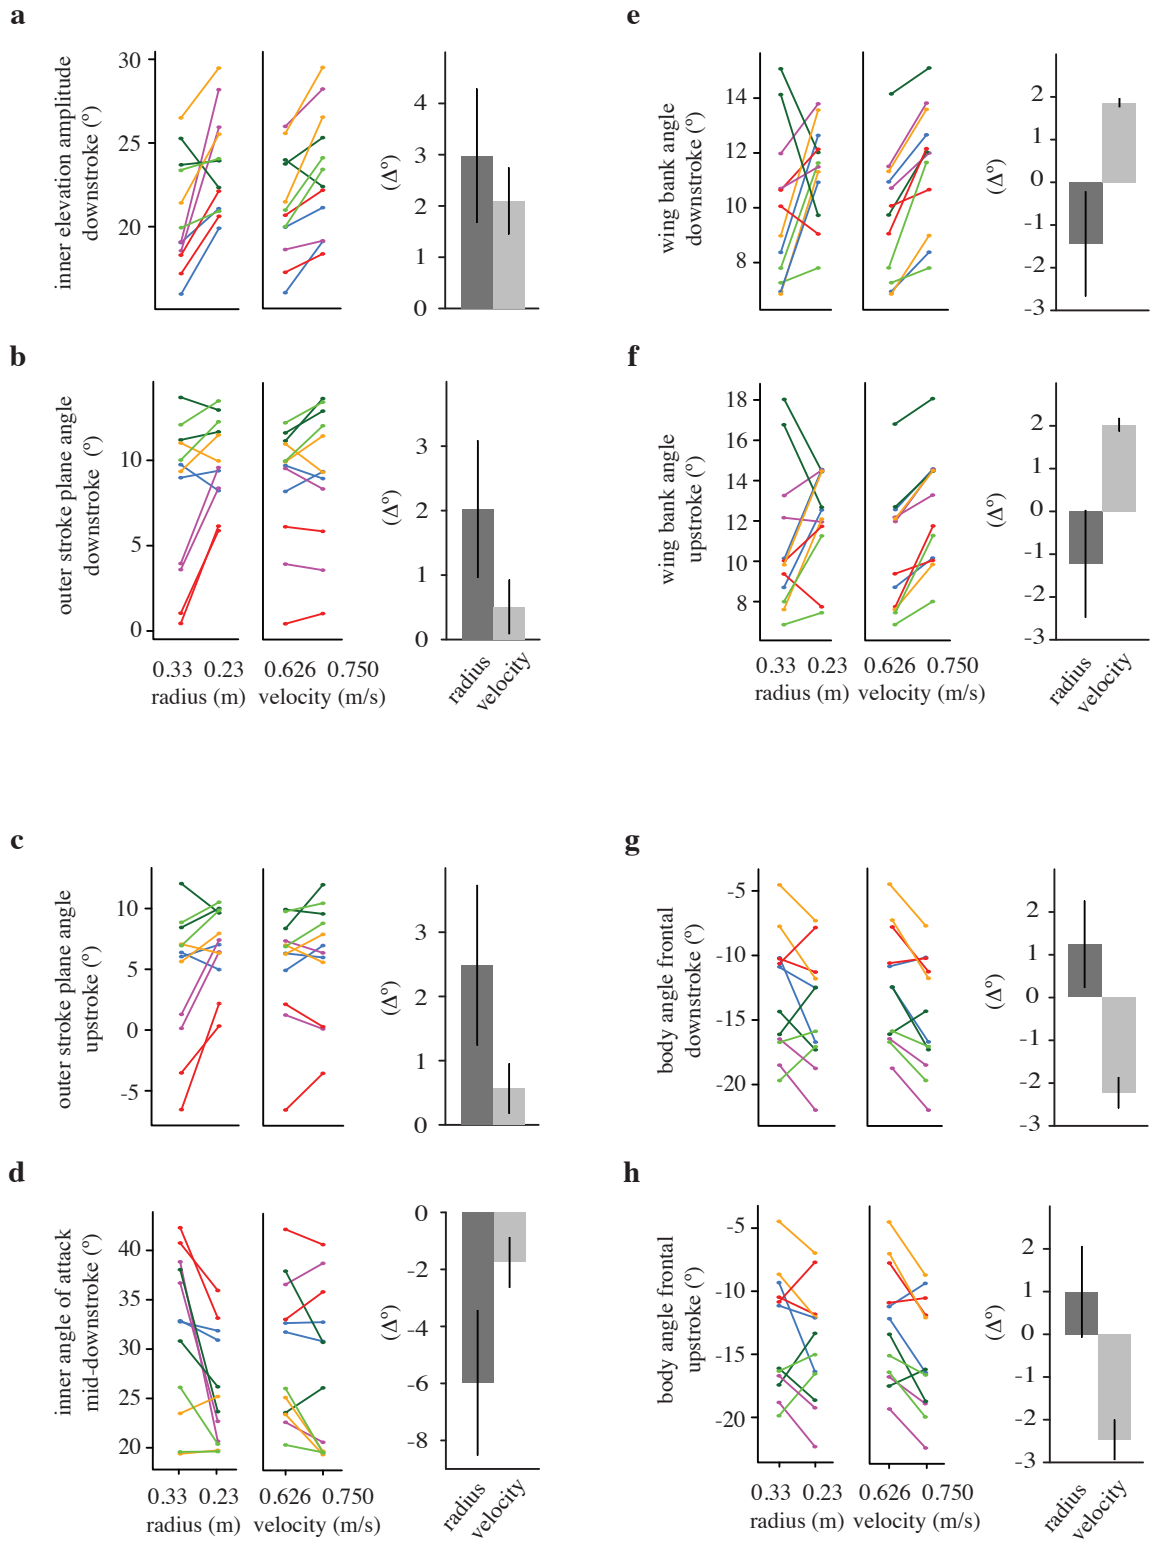 a
inner elevation amplitude
downstroke (º)
30
25
20
(Δº)
4
3
2
1
0
b
outer stroke plane angle
downstroke (º)
10
5
0
(Δº)
3
2
1
0
0.33 0.23
radius (m)
0.626 0.750
velocity (m/s)
radius
velocity
c
outer stroke plane angle
upstroke (º)
10
5
0
-5
(Δº)
3
2
1
0
d
inner angle of attack
mid-downstroke (º)
40
35
30
25
20
(Δº)
0
-2
-4
-6
-8
0.33 0.23
radius (m)
0.626 0.750
velocity (m/s)
radius
velocity
e
wing bank angle
downstroke (º)
14
12
10
8
(Δº)
2
1
0
-1
-2
-3
f
wing bank angle
upstroke (º)
18
16
14
12
10
8
(Δº)
2
1
0
-1
-2
-3
0.33 0.23
radius (m)
0.626 0.750
velocity (m/s)
radius
velocity
g
body angle frontal
downstroke (º)
-5
-10
-15
-20
(Δº)
2
1
0
-1
-2
-3
h
body angle frontal
upstroke (º)
-5
-10
-15
-20
(Δº)
2
1
0
-1
-2
-3
0.33 0.23
radius (m)
0.626 0.750
velocity (m/s)
radius
velocity